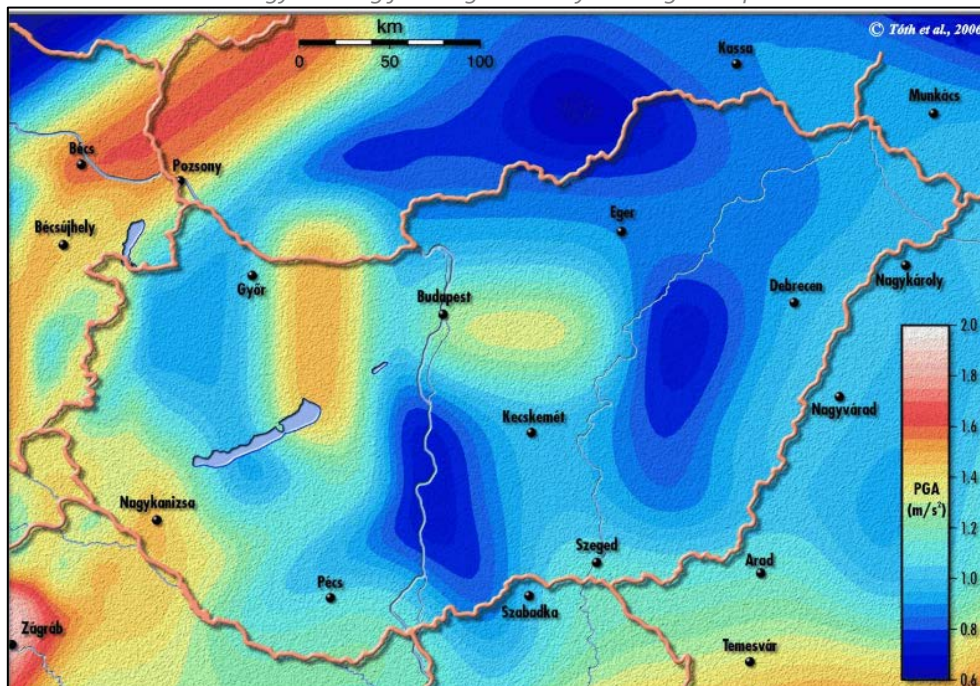 km
0
50
100
© Tóth et al., 2006
Kassa
Munkács
Bécs
Pozsony
Bécsújhely
Eger
Győr
Nagykároly
Budapest
Debrecen
Nagyvárad
Kecskemét
Nagykanizsa
Szeged
Arad
Pécs
Szabadka
Zágráb
Temesvár
PGA
(m/s²)
2.0
1.8
1.6
1.4
1.2
1.0
0.8
0.6